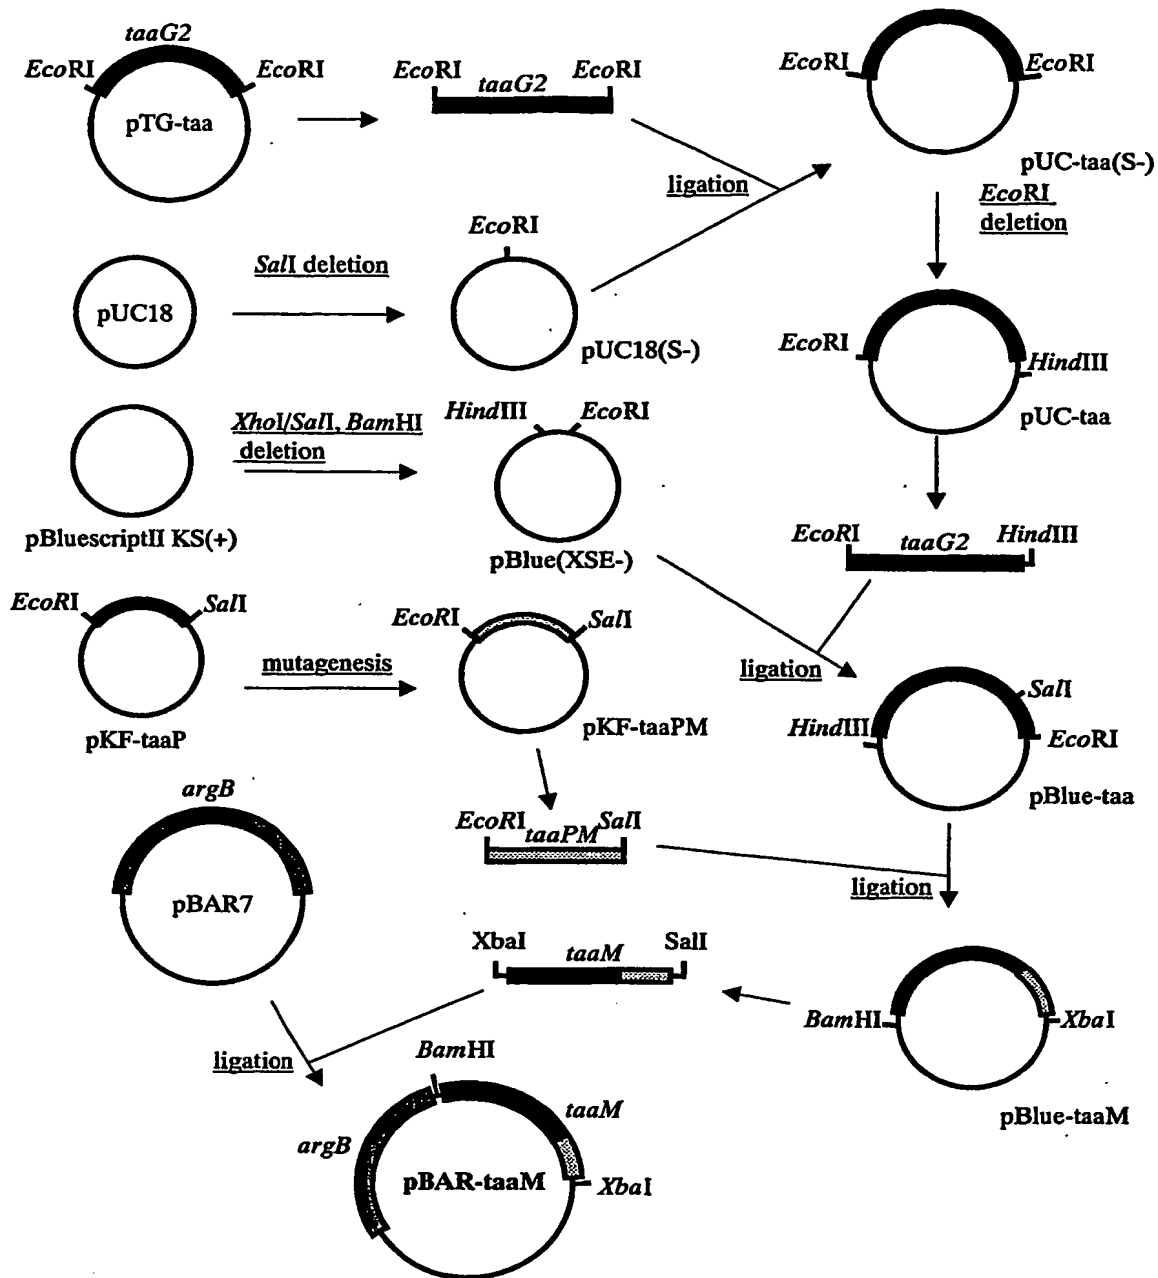 taaG2
EcoRI
EcoRI
pTG-taa
EcoRI
EcoRI
taaG2
EcoRI
EcoRI
pUC-taa(S-)
ligation
EcoRI
deletion
pUC18
SalI deletion
EcoRI
pUC18(S-)
EcoRI
HindIII
pUC-taa
XhoI/SalI, BamHI
deletion
pBluescriptII KS(+)
HindIII
EcoRI
pBlue(XSE-)
EcoRI
taaG2
HindIII
ligation
EcoRI
SalI
pKF-taaP
mutagenesis
EcoRI
SalI
pKF-taaPM
SalI
HindIII
EcoRI
pBlue-taa
argB
pBAR7
EcoRI
taaPM
SalI
ligation
XbaI
taaM
SalI
BamHI
XbaI
pBlue-taaM
ligation
BamHI
taaM
argB
pBAR-taaM
XbaI